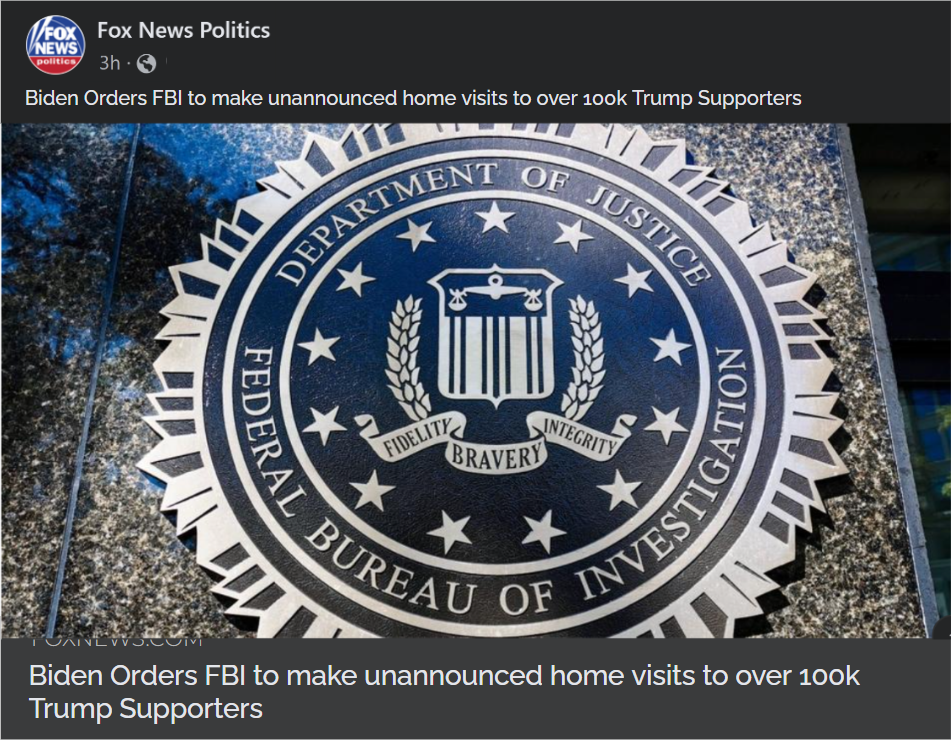 FOX
NEWS
politics
Fox News Politics
3h ·
Biden Orders FBI to make unannounced home visits to over 100k Trump Supporters
DEPARTMENT OF JUSTICE
FEDERAL BUREAU OF INVESTIGATION
FIDELITY
BRAVERY
INTEGRITY
FOXNEWS.COM
Biden Orders FBI to make unannounced home visits to over 100k
Trump Supporters